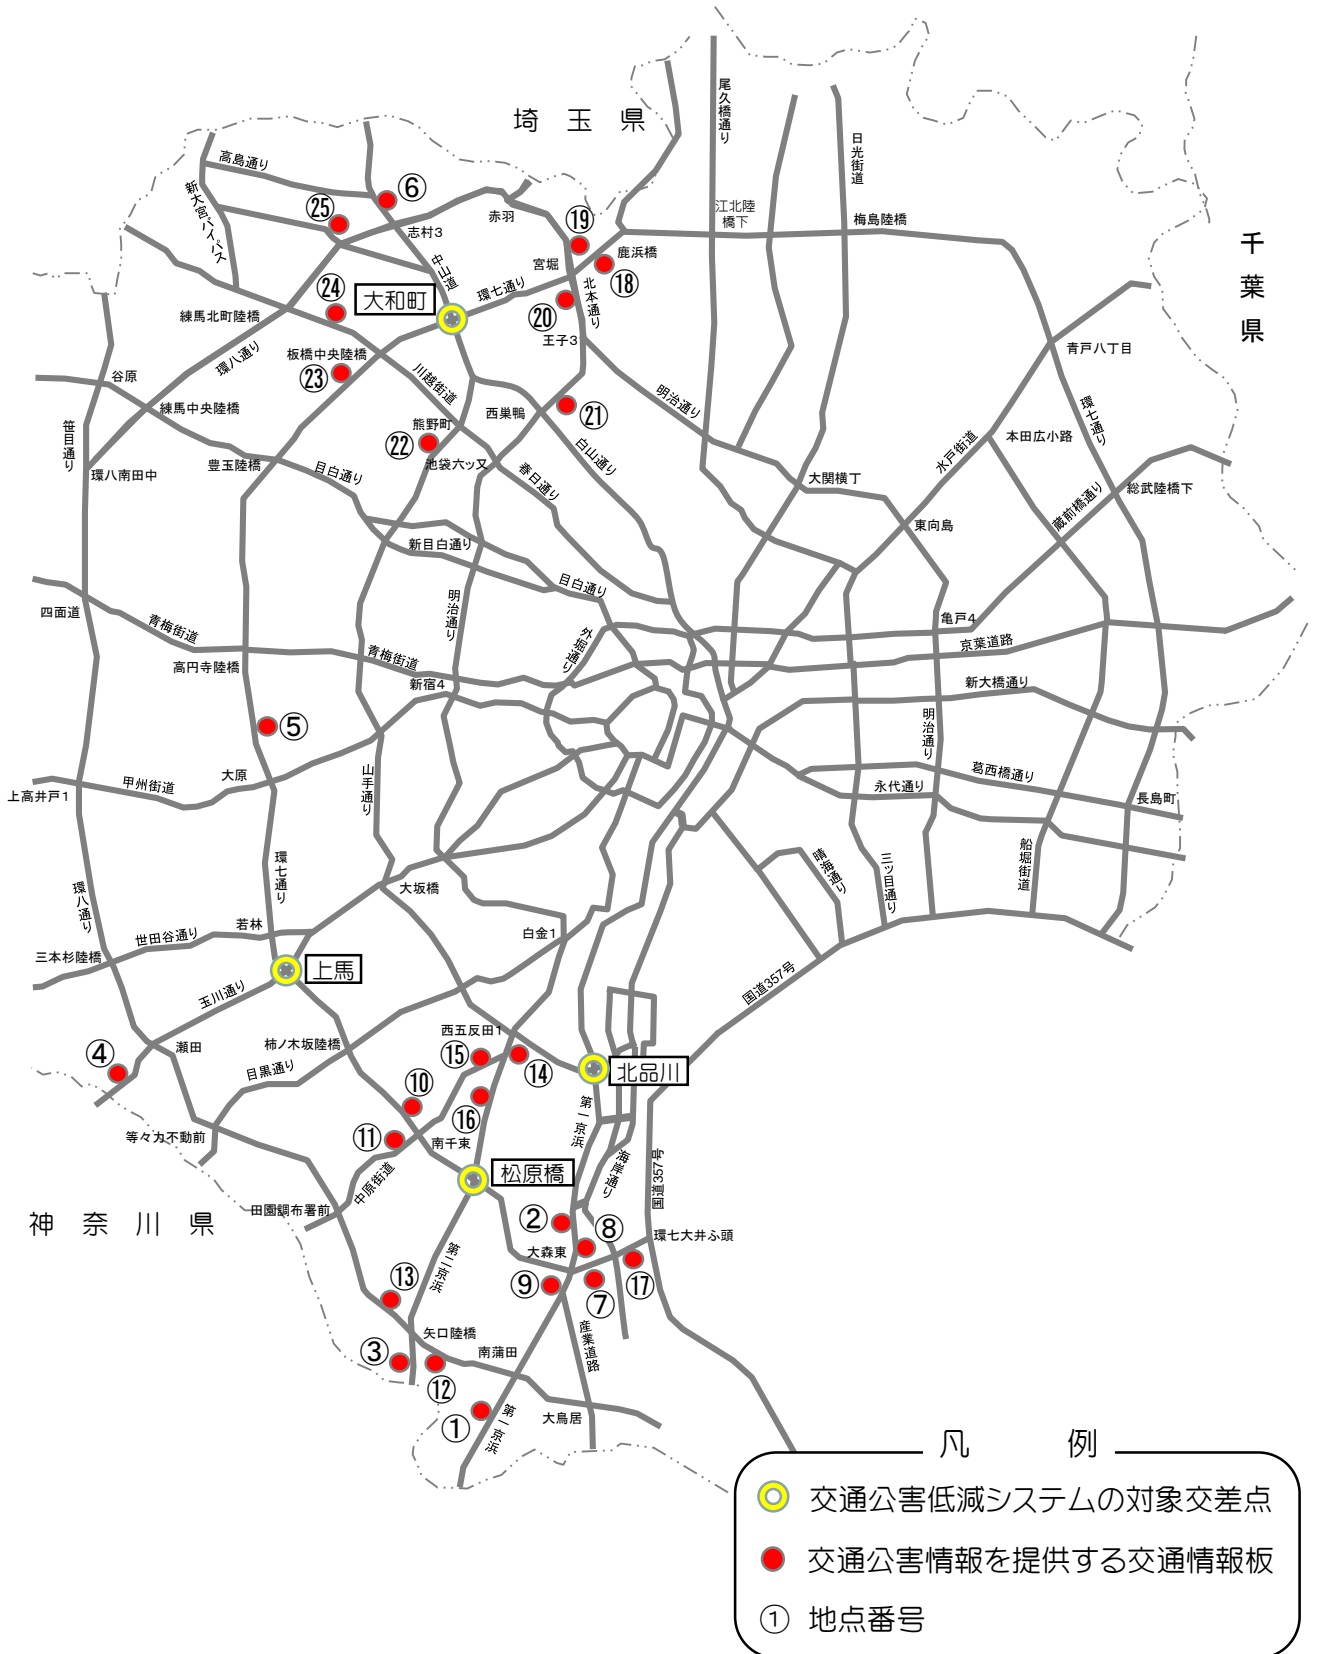 埼玉県
尾久橋通り
日光街道
高島通り
新大宮バイパス
⑥
㉕
赤羽
⑲
江北陸
橋下
梅島陸橋
志村3
千葉県
中山道
宮堀
鹿浜橋
⑱
㉔
大和町
環七通り
北本通り
⑳
練馬北町陸橋
王子3
板橋中央陸橋
環八通り
㉓
川越街道
青戸八丁目
谷原
明治通り
練馬中央陸橋
西巣鴨
㉑
環七通り
笹目通り
熊野町
㉒
白山通り
水戸街道
本田広小路
豊玉陸橋
目白通り
池袋六ッ又
環八南田中
春日通り
大関横丁
総武陸橋下
蔵前橋通り
東向島
新目白通り
目白通り
四面道
明治通り
青梅街道
外堀通り
亀戸4
京葉道路
高円寺陸橋
青梅街道
新宿4
新大橋通り
⑤
明治通り
山手通り
大原
葛西橋通り
甲州街道
上高井戸1
永代通り
長島町
環七通り
晴海通り
三ッ目通り
船堀街道
環八通り
大坂橋
若林
世田谷通り
白金1
三本杉陸橋
上馬
国道357号
玉川通り
西五反田1
柿ノ木坂陸橋
瀬田
④
⑮
⑭
目黒通り
北品川
⑩
⑯
第一京浜
等々力不動前
⑪
南千束
中原街道
松原橋
海岸通り
国道357号
神奈川県
田園調布署前
②
⑧
環七大井ふ頭
第二京浜
大森東
⑬
⑨
⑦
⑰
矢口陸橋
産業道路
③
南蒲田
⑫
①
第一京浜
大鳥居
凡例
交通公害低減システムの対象交差点
交通公害情報を提供する交通情報板
① 地点番号